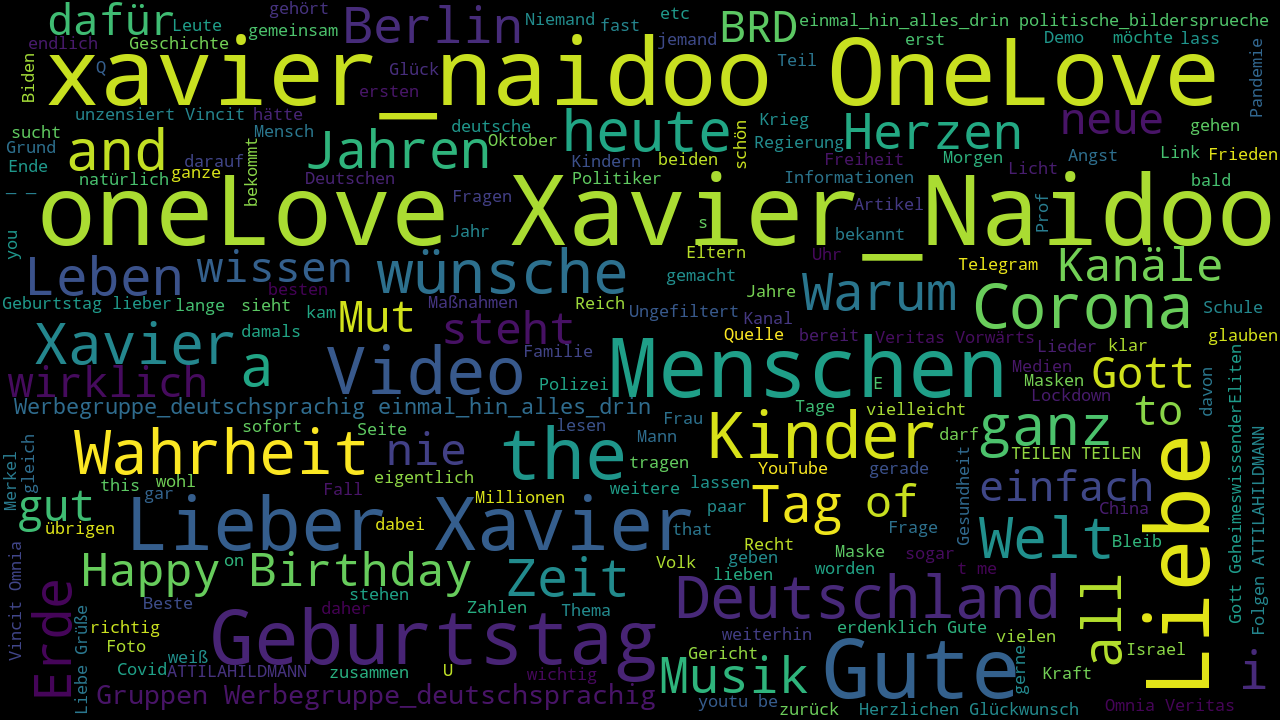 dafür Leute gehört gemeinsam Berlin Niemand fast etc jemand BRD einmal_hin_alles_drin politische_bildersprueche
endlich Geschichte erst Demo möchte lass
Biden Q xavier_naidoo OneLove Glück ersten Teil Pandemie
unzensiert Vincit hätte
sucht Grund and Mensch Jahren deutsche Oktober heute schön Krieg Regierung Herzen neue gehen
Ende natürlich darauf ganze bekommt Deutschen Kindern beiden Politiker Freiheit Informationen Morgen Licht Angst Link Frieden
_ _ oneLove Xavier_Naidoo Fragen Jahr s Artikel bekannt Prof bald
you Leben wissen wünsche Eltern Uhr Telegram Kanäle
besten gemacht Warum
Geburtstag lieber lange sieht kam Maßnahmen Reich Ungefiltert Jahre Kanal Corona Schule
Xavier damals Mut steht Quelle bereit Veritas Vorwärts Lieder klar glauben
a Video Familie Menschen Medien Gott
wirklich Polizei E Masken Lockdown davon Gott GeheimeswissenderEliten
Werbegruppe_deutschsprachig einmal_hin_alles_drin Tage vielleicht to
sofort Seite lesen Frau Kinder darf ganz
Merkel gleich Wahrheit nie the Mann TEILEN TEILEN Liebe
eigentlich tragen YouTube gerade Gesundheit
this wohl Fall weitere lassen einfach
gut gar Millionen Tag of China
übrigen Lieber Xavier dabei that paar Frage Welt Bleib
Recht Maske sogar
Vincit Omnia Happy Birthday on Zeit Volk geben worden t me Folgen ATTILAHILDMANN
stehen lieben
Erde Liebe Grüße Beste daher Zahlen Thema Deutschland all
richtig Geburtstag weiterhin erdenklich Gute vielen
Foto weiß Gericht Gute gerne Israel
Covid ATTILAHILDMANN zusammen U wichtig Musik Kraft i
Gruppen Werbegruppe_deutschsprachig youtu be zurück Herzlichen Glückwunsch Omnia Veritas